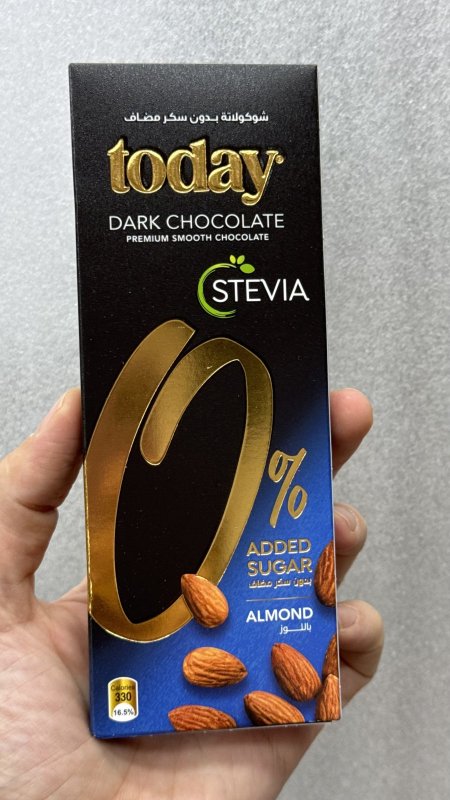 شوكولاتة بدون سكر مضاف
today
DARK CHOCOLATE
PREMIUM SMOOTH CHOCOLATE
STEVIA
0%
ADDED
SUGAR
بدون سكر مضاف
ALMOND
باللوز
Calories
330
16.5%